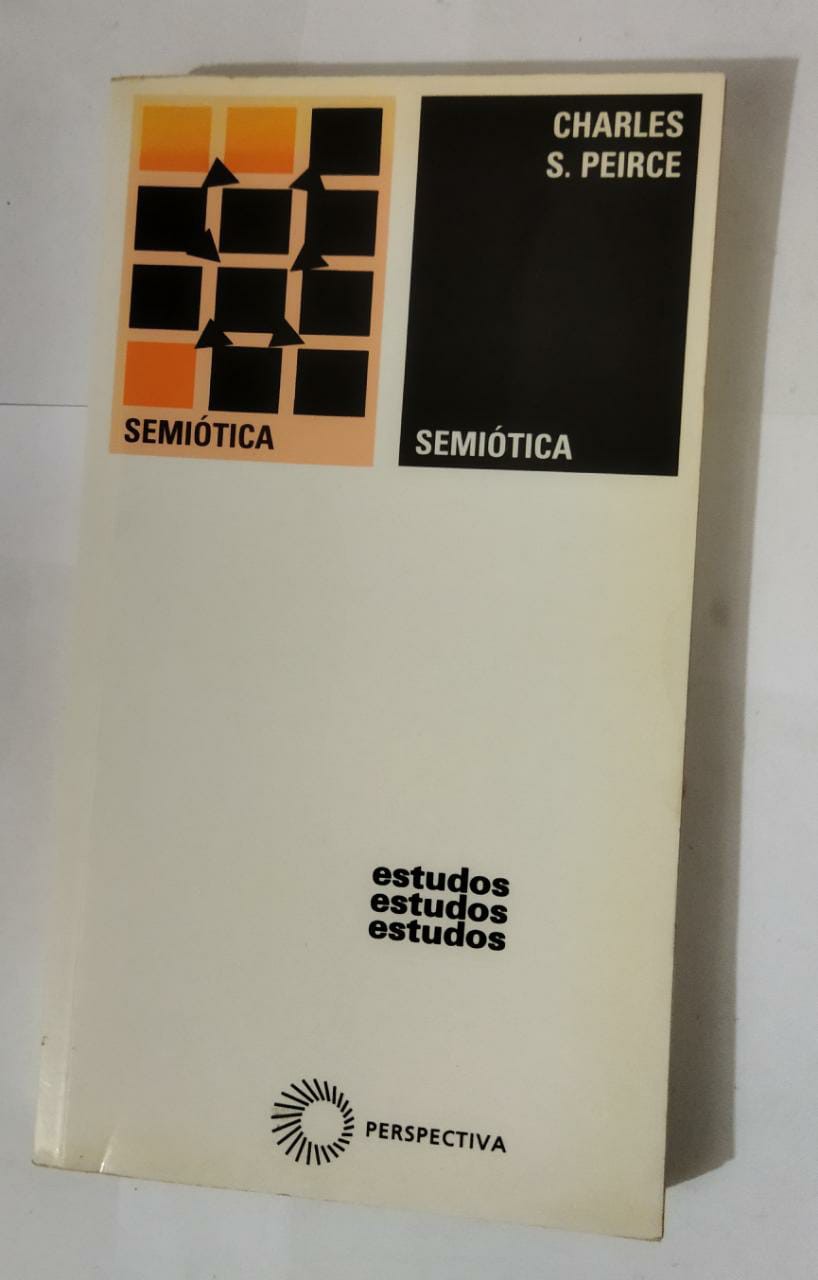 CHARLES
S. PEIRCE
SEMIÓTICA
SEMIÓTICA
estudos
estudos
estudos
PERSPECTIVA